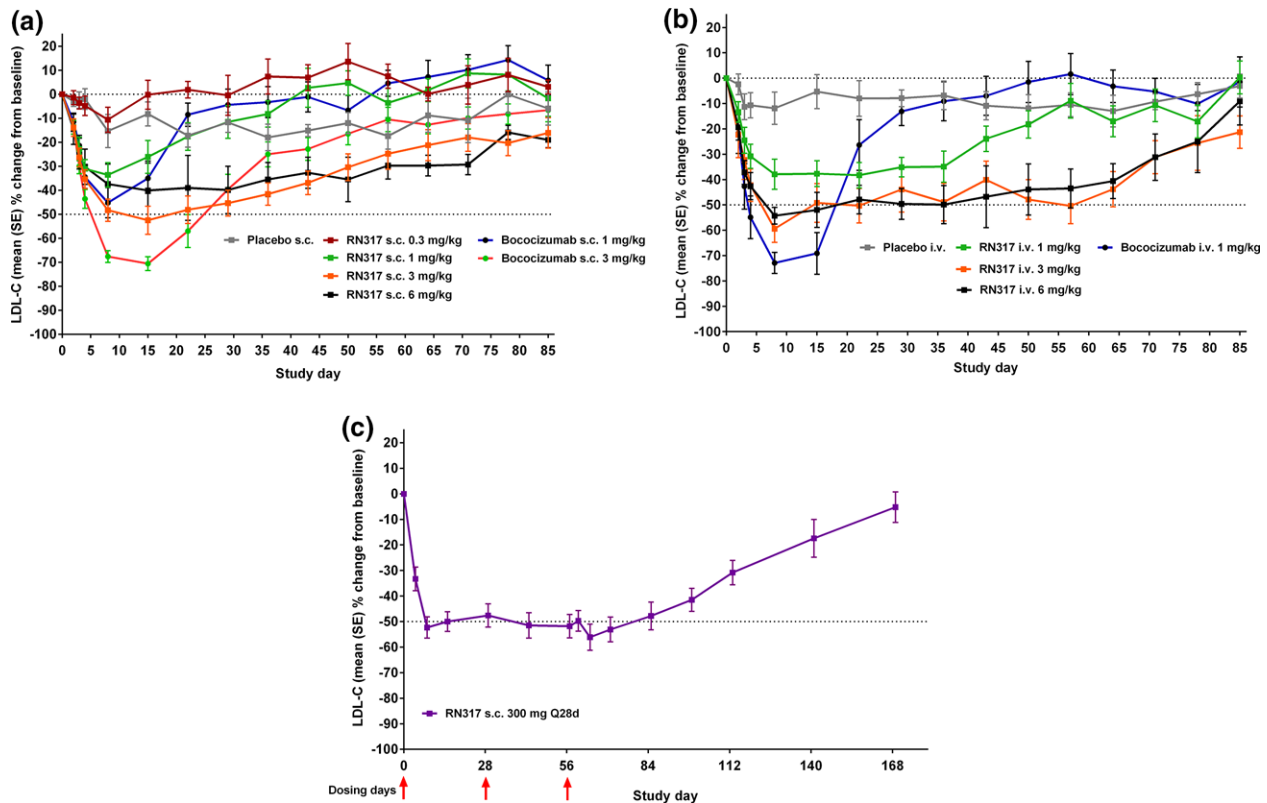 (a)
LDL-C (mean (SE) % change from baseline)
20
10
0
-10
-20
-30
-40
-50
-60
-70
-80
-90
-100
Placebo s.c.
RN317 s.c. 0.3 mg/kg
RN317 s.c. 1 mg/kg
RN317 s.c. 3 mg/kg
RN317 s.c. 6 mg/kg
Bococizumab s.c. 1 mg/kg
Bococizumab s.c. 3 mg/kg
0 5 10 15 20 25 30 35 40 45 50 55 60 65 70 75 80 85
Study day
(b)
LDL-C (mean (SE) % change from baseline)
20
10
0
-10
-20
-30
-40
-50
-60
-70
-80
-90
-100
Placebo i.v.
RN317 i.v. 1 mg/kg
RN317 i.v. 3 mg/kg
RN317 i.v. 6 mg/kg
Bococizumab i.v. 1 mg/kg
0 5 10 15 20 25 30 35 40 45 50 55 60 65 70 75 80 85
Study day
(c)
LDL-C (mean (SE) % change from baseline)
20
10
0
-10
-20
-30
-40
-50
-60
-70
-80
-90
-100
RN317 s.c. 300 mg Q28d
0 28 56 84 112 140 168
Dosing days
Study day